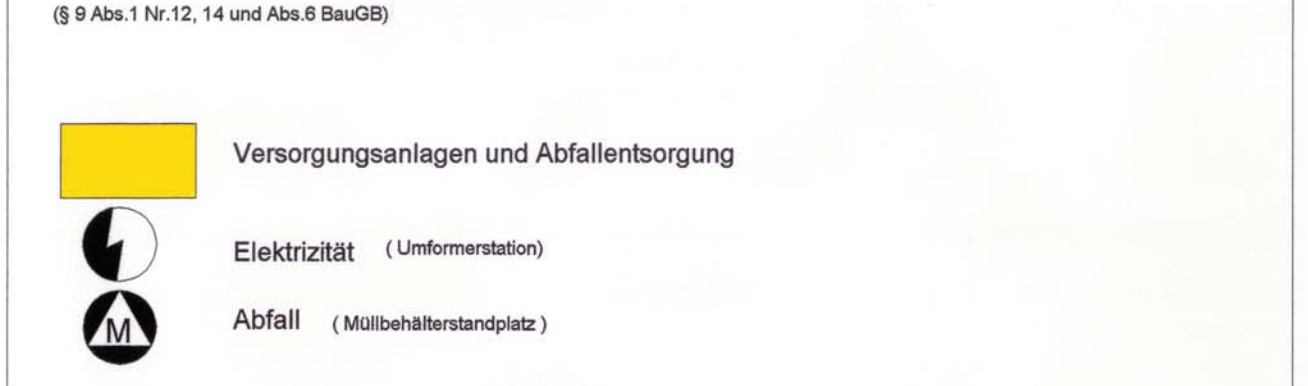 (§ 9 Abs.1 Nr.12, 14 und Abs.6 BauGB)
Versorgungsanlagen und Abfallentsorgung
Elektrizität ( Umformerstation)
M Abfall ( Müllbehälterstandplatz )